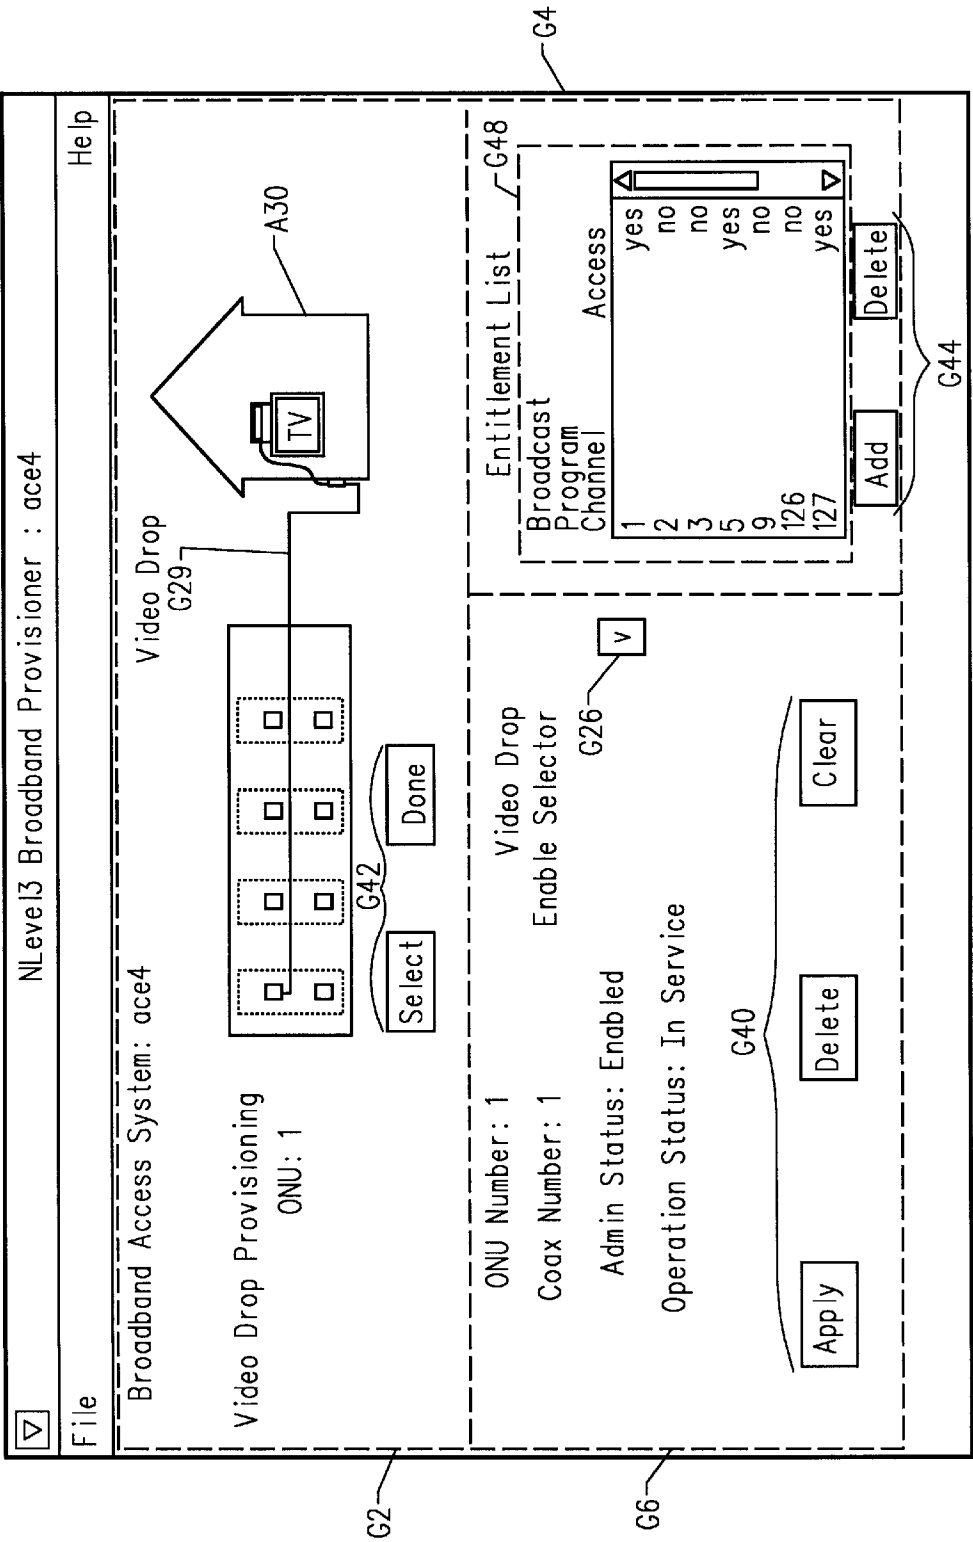 NLevel3 Broadband Provisioner : ace4
File
Help
Broadband Access System: ace4
Video Drop Provisioning
ONU: 1
Video Drop
G29
A30
TV
G42
Select
Done
G2
G4
ONU Number: 1
Coax Number: 1
Admin Status: Enabled
Operation Status: In Service
Video Drop
Enable Selector
G26
v
G40
Apply
Delete
Clear
G6
Entitlement List
G48
Broadcast
Program
Channel
Access
1 yes
2 no
3 no
5 yes
9 no
126 no
127 yes
Add
Delete
G44